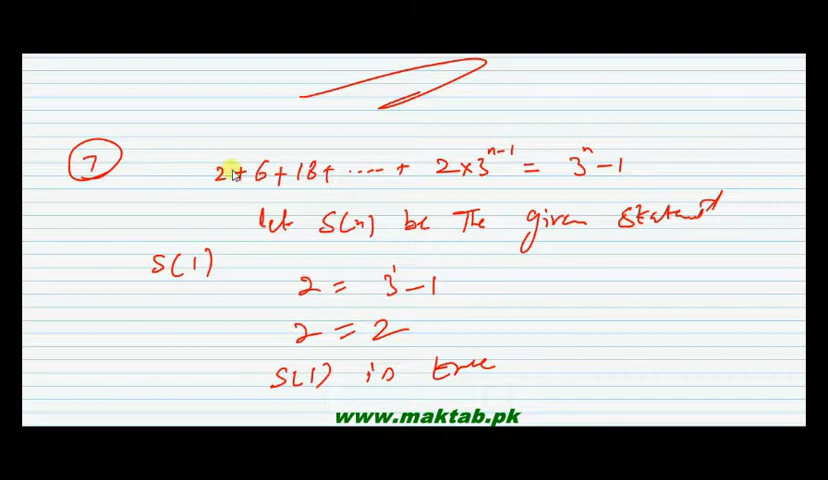 7 2+6+18+ ..... + 2×3^(n-1) = 3^n - 1
let S(n) be The given Statement
S(1)
2 = 3^1 - 1
2 = 2
S(1) is true
www.maktab.pk